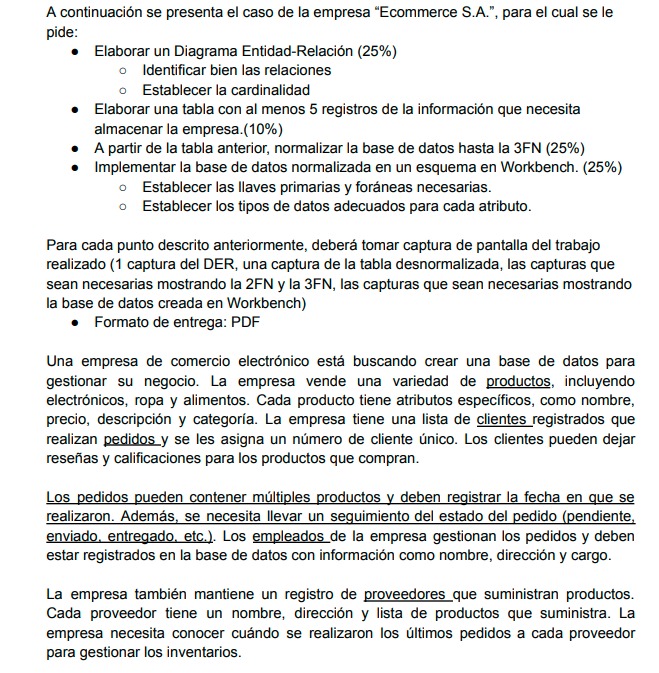 A continuación se presenta el caso de la empresa “Ecommerce S.A.”, para el cual se le
pide:
● Elaborar un Diagrama Entidad-Relación (25%)
○ Identificar bien las relaciones
○ Establecer la cardinalidad
● Elaborar una tabla con al menos 5 registros de la información que necesita
almacenar la empresa.(10%)
● A partir de la tabla anterior, normalizar la base de datos hasta la 3FN (25%)
● Implementar la base de datos normalizada en un esquema en Workbench. (25%)
○ Establecer las llaves primarias y foráneas necesarias.
○ Establecer los tipos de datos adecuados para cada atributo.
Para cada punto descrito anteriormente, deberá tomar captura de pantalla del trabajo
realizado (1 captura del DER, una captura de la tabla desnormalizada, las capturas que
sean necesarias mostrando la 2FN y la 3FN, las capturas que sean necesarias mostrando
la base de datos creada en Workbench)
● Formato de entrega: PDF
Una empresa de comercio electrónico está buscando crear una base de datos para
gestionar su negocio. La empresa vende una variedad de productos, incluyendo
electrónicos, ropa y alimentos. Cada producto tiene atributos específicos, como nombre,
precio, descripción y categoría. La empresa tiene una lista de clientes registrados que
realizan pedidos y se les asigna un número de cliente único. Los clientes pueden dejar
reseñas y calificaciones para los productos que compran.
Los pedidos pueden contener múltiples productos y deben registrar la fecha en que se
realizaron. Además, se necesita llevar un seguimiento del estado del pedido (pendiente,
enviado, entregado, etc.). Los empleados de la empresa gestionan los pedidos y deben
estar registrados en la base de datos con información como nombre, dirección y cargo.
La empresa también mantiene un registro de proveedores que suministran productos.
Cada proveedor tiene un nombre, dirección y lista de productos que suministra. La
empresa necesita conocer cuándo se realizaron los últimos pedidos a cada proveedor
para gestionar los inventarios.